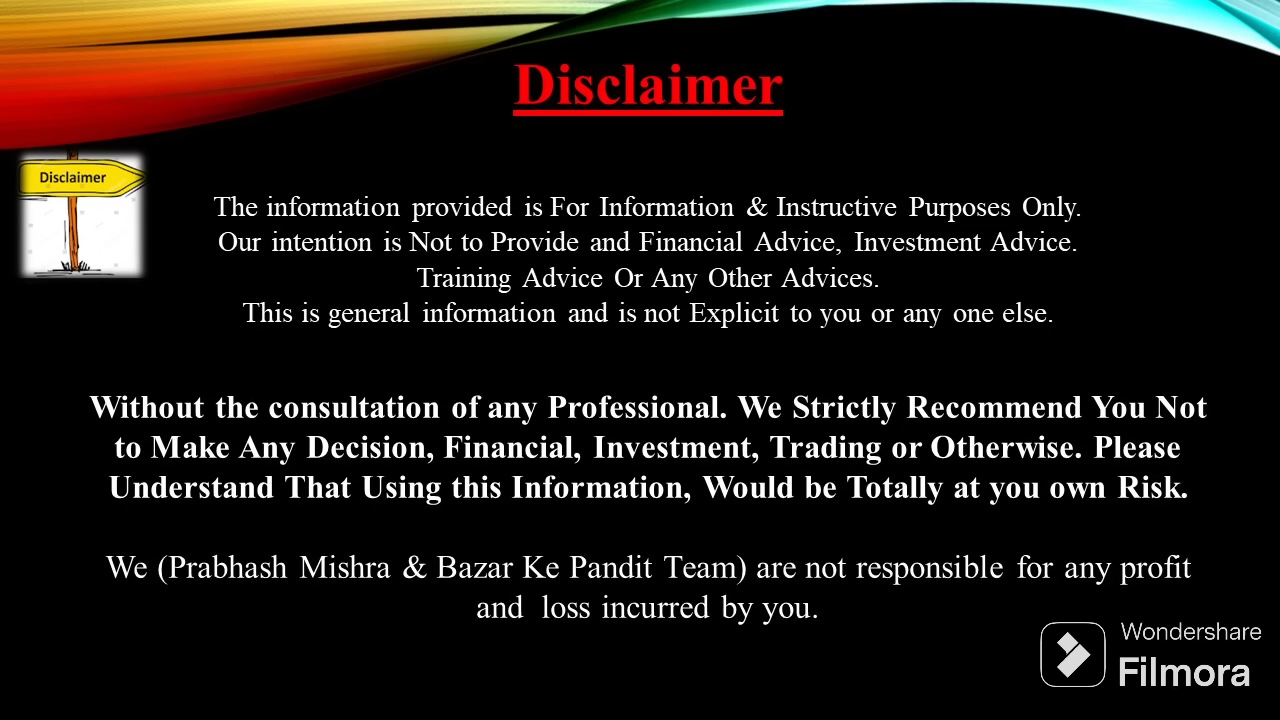 Disclaimer
Disclaimer
The information provided is For Information & Instructive Purposes Only.
Our intention is Not to Provide and Financial Advice, Investment Advice.
Training Advice Or Any Other Advices.
This is general information and is not Explicit to you or any one else.
Without the consultation of any Professional. We Strictly Recommend You Not
to Make Any Decision, Financial, Investment, Trading or Otherwise. Please
Understand That Using this Information, Would be Totally at you own Risk.
We (Prabhash Mishra & Bazar Ke Pandit Team) are not responsible for any profit
and loss incurred by you.
Wondershare
Filmora